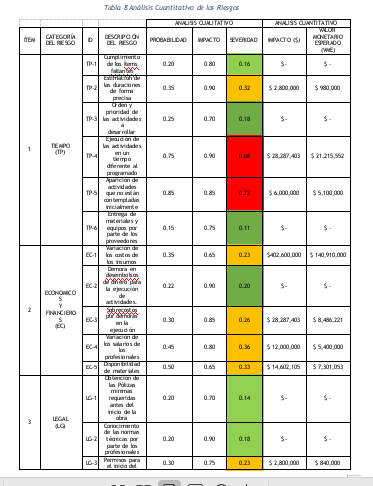 Tabla 8 Análisis Cuantitativo de los Riesgos
ANALISIS CUALITATIVO
ANALISIS CUANTITATIVO
ÍTEM
CATEGORÍA
DEL RIESGO
ID
DESCRIPCIÓ
N DEL
RIESGO
PROBABILIDAD
IMPACTO
SEVERIDAD
IMPACTO ($)
VALOR
MONETARIO
ESPERADO
(VME)
1
TIEMPO
(TP)
TP-1
Cumplimiento
de los Ítems
faltantes
0.20
0.80
0.16
$ -
$ -
TP-2
Estimación de
las duraciones
de forma
precisa
0.35
0.90
0.32
$ 2,800,000
$ 980,000
TP-3
Orden y
prioridad de
las actividades
a
desarrollar
0.25
0.70
0.18
$ -
$ -
TP-4
Ejecución de
las actividades
en un
tiempo
diferente al
programado
0.75
0.90
0.68
$ 28,287,403
$ 21,215,552
TP-5
Aparición de
actividades
que no están
contempladas
inicialmente
0.85
0.85
0.72
$ 6,000,000
$ 5,100,000
TP-6
Entrega de
materiales y
equipos por
parte de los
proveedores
0.15
0.75
0.11
$ -
$ -
2
ECONOMICO
S
Y
FINANCIERO
S
(EC)
EC-1
Variación de
los costos de
los insumos
0.35
0.65
0.23
$402,600,000
$ 140,910,000
EC-2
Demora en
desembolsos
de dinero para
la ejecución
de
actividades.
0.22
0.90
0.20
$ -
$ -
EC-3
Sobrecostos
por demoras
en la
ejecución
0.30
0.85
0.26
$ 28,287,403
$ 8,486,221
EC-4
Variación de
los salarios de
los
profesionales
0.45
0.80
0.36
$ 12,000,000
$ 5,400,000
EC-5
Disponibilidad
de materiales
0.50
0.65
0.33
$ 14,602,105
$ 7,301,053
3
LEGAL
(LG)
LG-1
Obtención de
las Pólizas
mínimas
requeridas
antes del
inicio de la
obra
0.20
0.70
0.14
$ -
$ -
LG-2
Conocimiento
de las normas
técnicas por
parte de los
profesionales
0.20
0.90
0.18
$ -
$ -
LG-3
Permisos para
el inicio del
0.30
0.75
0.23
$ 2,800,000
$ 840,000